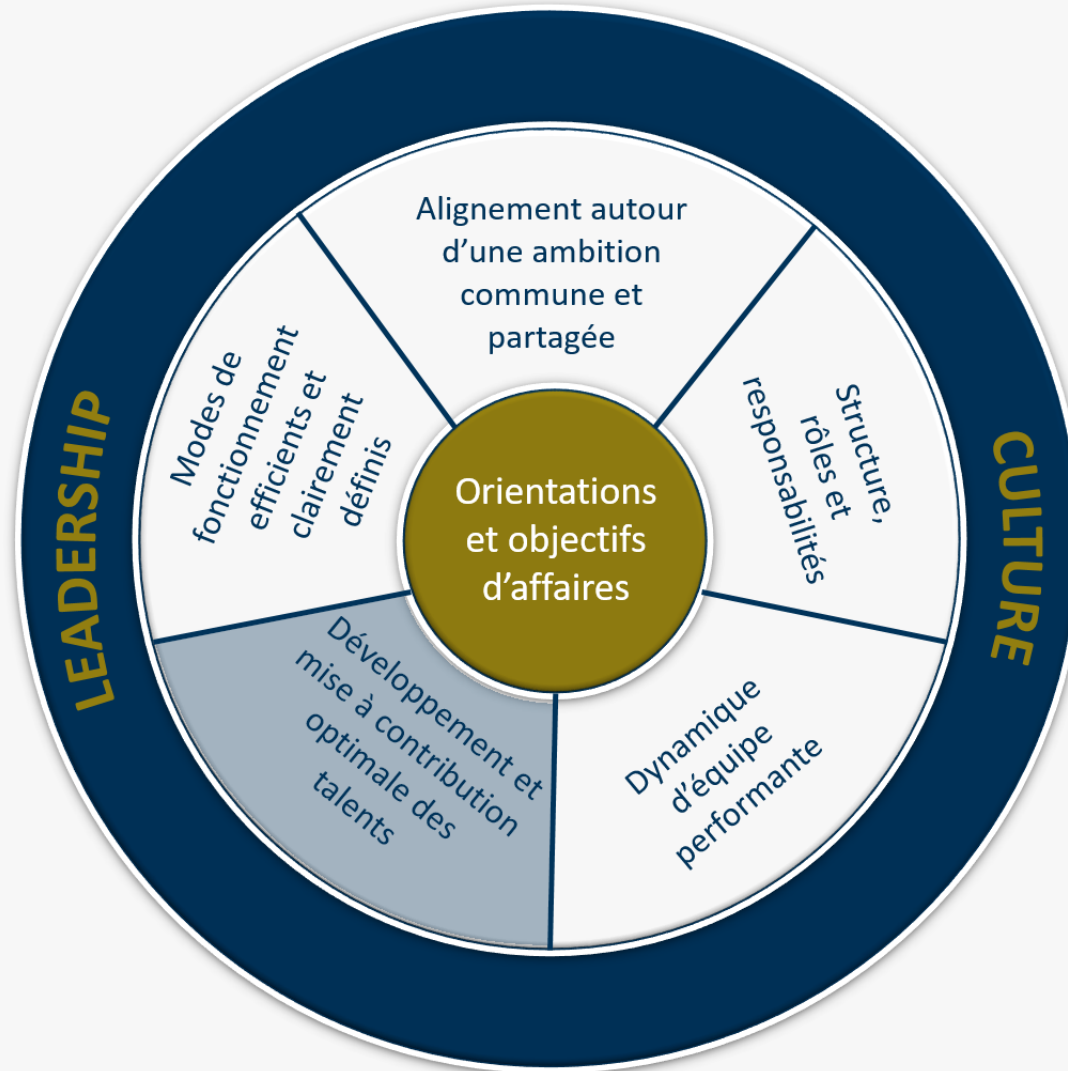 Alignement autour
d’une ambition
commune et
partagée
Structure,
rôles et
responsabilités
Dynamique
d’équipe
performante
Développement et
mise à contribution
optimale des
talents
Modes de
fonctionnement
efficients et
clairement
définis
Orientations
et objectifs
d’affaires
LEADERSHIP
CULTURE